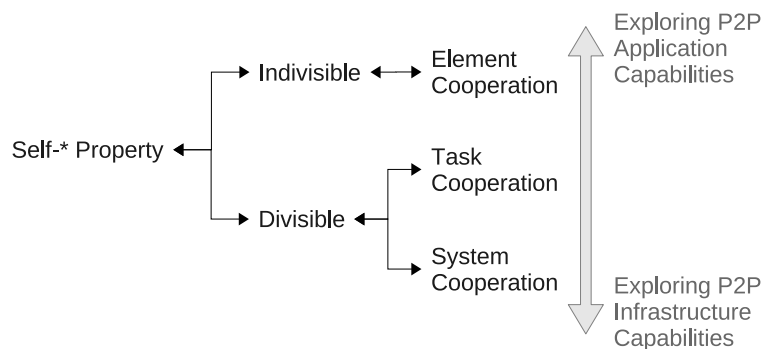 Self-* Property
Indivisible
Divisible
Element
Cooperation
Task
Cooperation
System
Cooperation
Exploring P2P
Application
Capabilities
Exploring P2P
Infrastructure
Capabilities